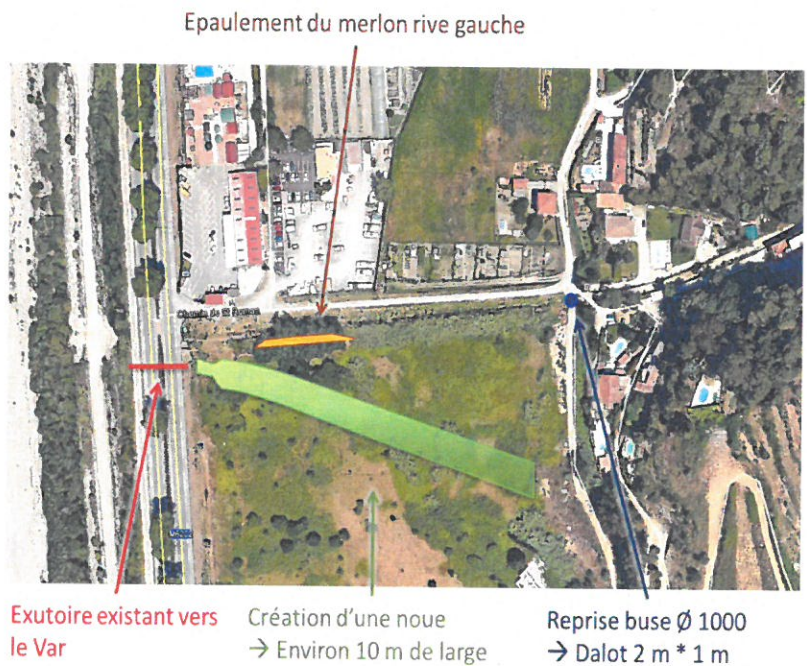 Epaulement du merlon rive gauche
Exutoire existant vers
le Var
Création d'une noue
→ Environ 10 m de large
Reprise buse Ø 1000
→ Dalot 2 m * 1 m